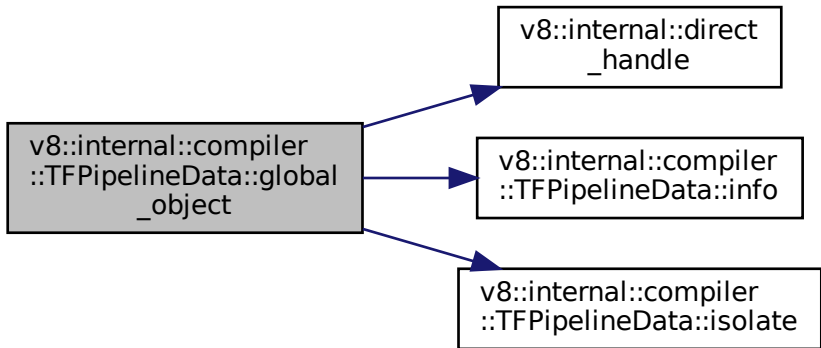 v8::internal::compiler
::TFPipelineData::global
_object
v8::internal::direct
_handle
v8::internal::compiler
::TFPipelineData::info
v8::internal::compiler
::TFPipelineData::isolate